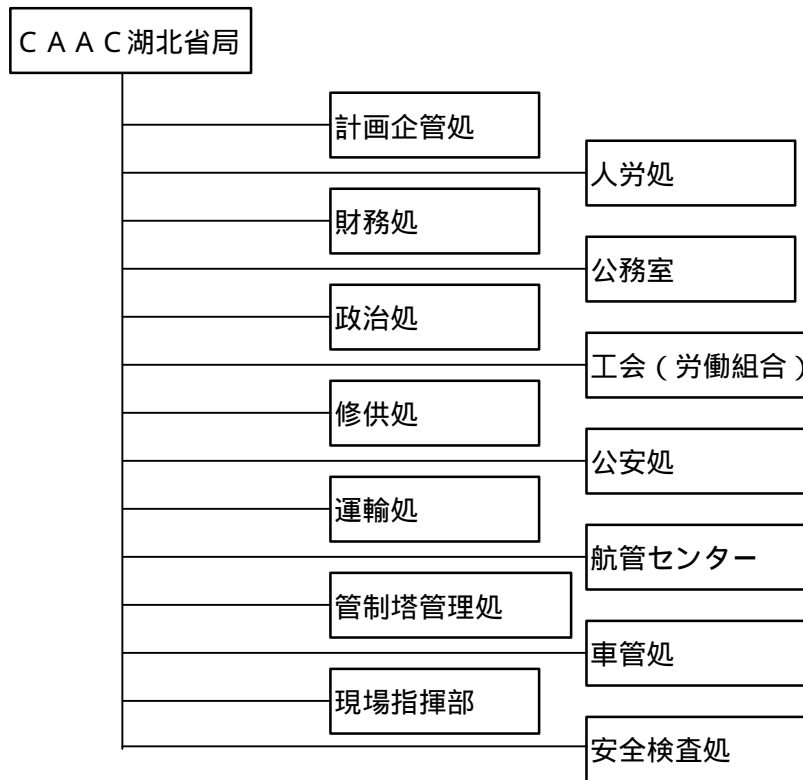 ＣＡＡＣ湖北省局
計画企管処
人労処
財務処
公務室
政治処
工会（労働組合）
修供処
公安処
運輸処
航管センター
管制塔管理処
車管処
現場指揮部
安全検査処